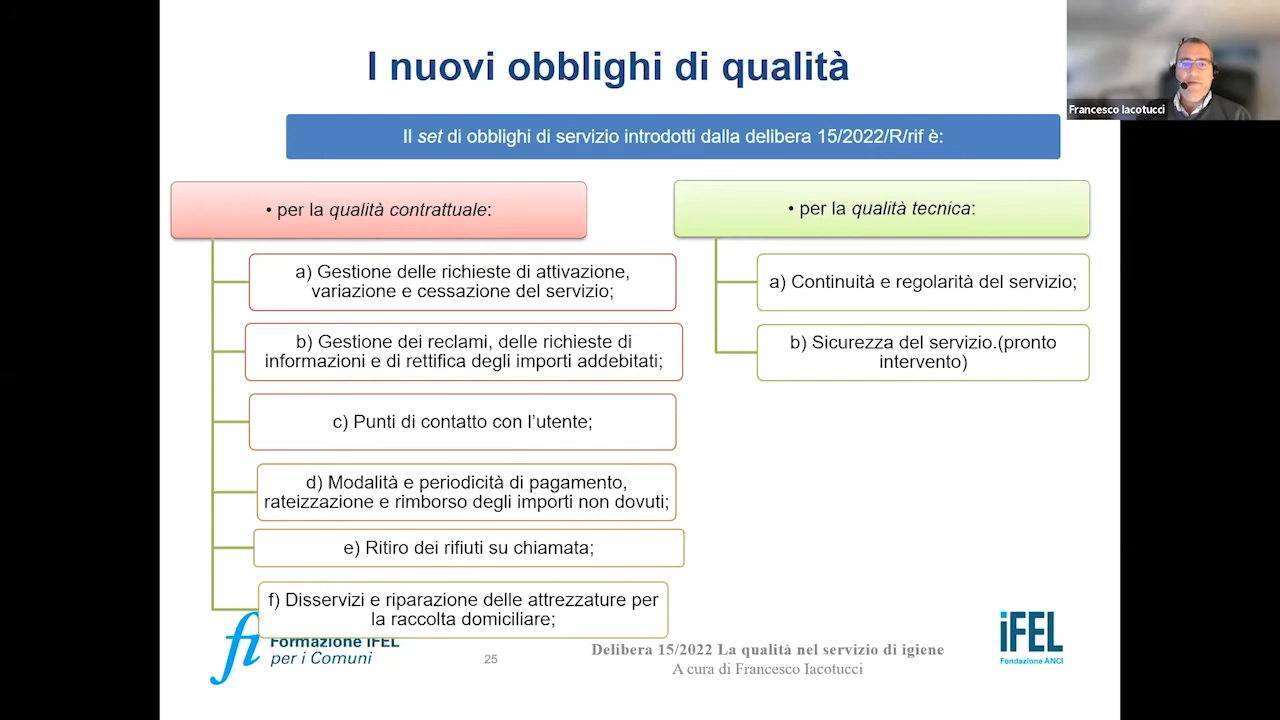 I nuovi obblighi di qualità
Francesco Iacotucci
Il set di obblighi di servizio introdotti dalla delibera 15/2022/R/rif è:
• per la qualità contrattuale:
a) Gestione delle richieste di attivazione,
variazione e cessazione del servizio;
b) Gestione dei reclami, delle richieste di
informazioni e di rettifica degli importi addebitati;
c) Punti di contatto con l'utente;
d) Modalità e periodicità di pagamento,
rateizzazione e rimborso degli importi non dovuti;
e) Ritiro dei rifiuti su chiamata;
f) Disservizi e riparazione delle attrezzature per
la raccolta domiciliare;
• per la qualità tecnica:
a) Continuità e regolarità del servizio;
b) Sicurezza del servizio.(pronto
intervento)
fi
Formazione IFEL
per i Comuni
25
Delibera 15/2022 La qualità nel servizio di igiene
A cura di Francesco Iacotucci
iFEL
Fondazione ANCI